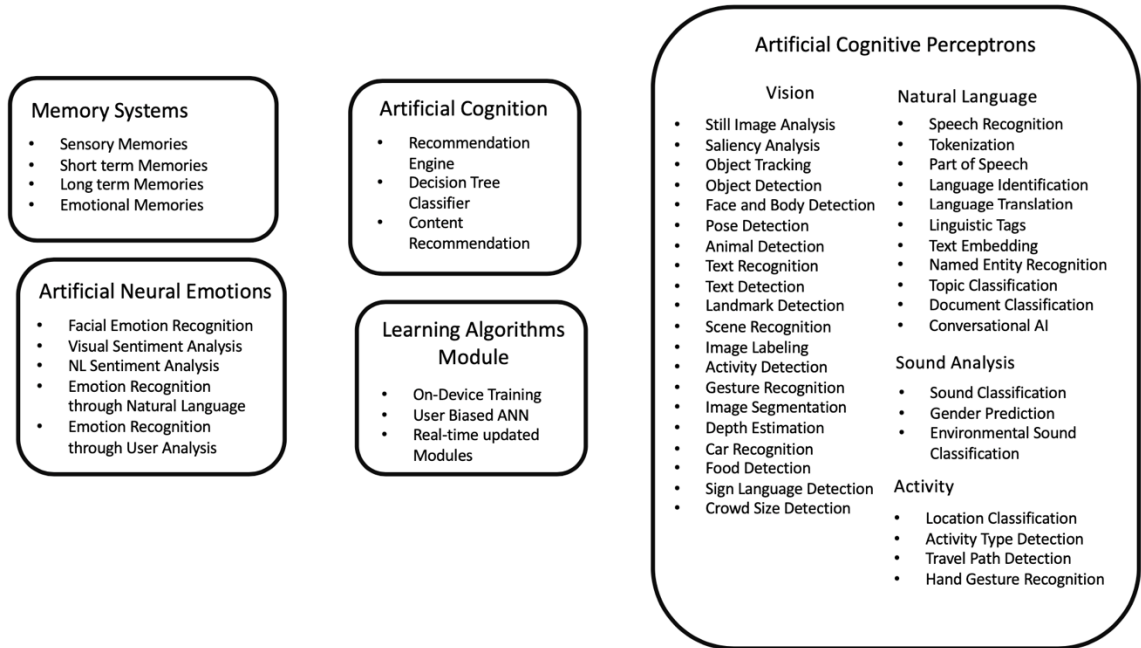 Memory Systems
• Sensory Memories
• Short term Memories
• Long term Memories
• Emotional Memories
Artificial Neural Emotions
• Facial Emotion Recognition
• Visual Sentiment Analysis
• NL Sentiment Analysis
• Emotion Recognition
through Natural Language
• Emotion Recognition
through User Analysis
Artificial Cognition
• Recommendation
Engine
• Decision Tree
Classifier
• Content
Recommendation
Learning Algorithms
Module
• On-Device Training
• User Biased ANN
• Real-time updated
Modules
Artificial Cognitive Perceptrons
Vision
• Still Image Analysis
• Saliency Analysis
• Object Tracking
• Object Detection
• Face and Body Detection
• Pose Detection
• Animal Detection
• Text Recognition
• Text Detection
• Landmark Detection
• Scene Recognition
• Image Labeling
• Activity Detection
• Gesture Recognition
• Image Segmentation
• Depth Estimation
• Car Recognition
• Food Detection
• Sign Language Detection
• Crowd Size Detection
Natural Language
• Speech Recognition
• Tokenization
• Part of Speech
• Language Identification
• Language Translation
• Linguistic Tags
• Text Embedding
• Named Entity Recognition
• Topic Classification
• Document Classification
• Conversational AI
Sound Analysis
• Sound Classification
• Gender Prediction
• Environmental Sound
Classification
Activity
• Location Classification
• Activity Type Detection
• Travel Path Detection
• Hand Gesture Recognition